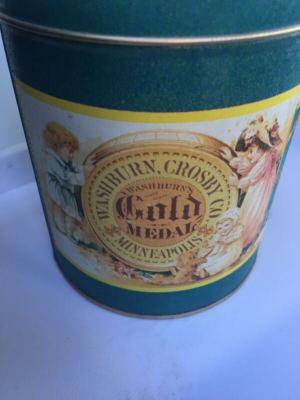 WASHBURN, CROSBY CO
WASHBURN'S
Gold
MEDAL
MINNEAPOLIS